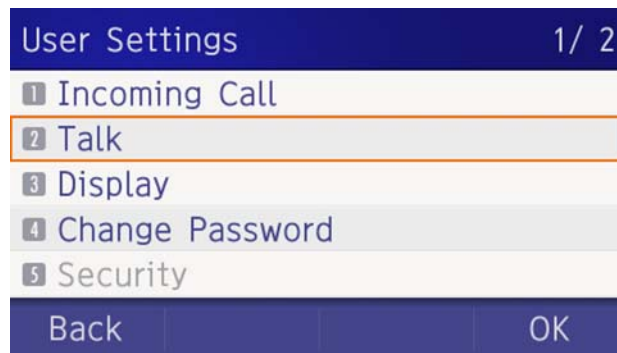 User Settings 1/ 2
1 Incoming Call
2 Talk
3 Display
4 Change Password
5 Security
Back OK